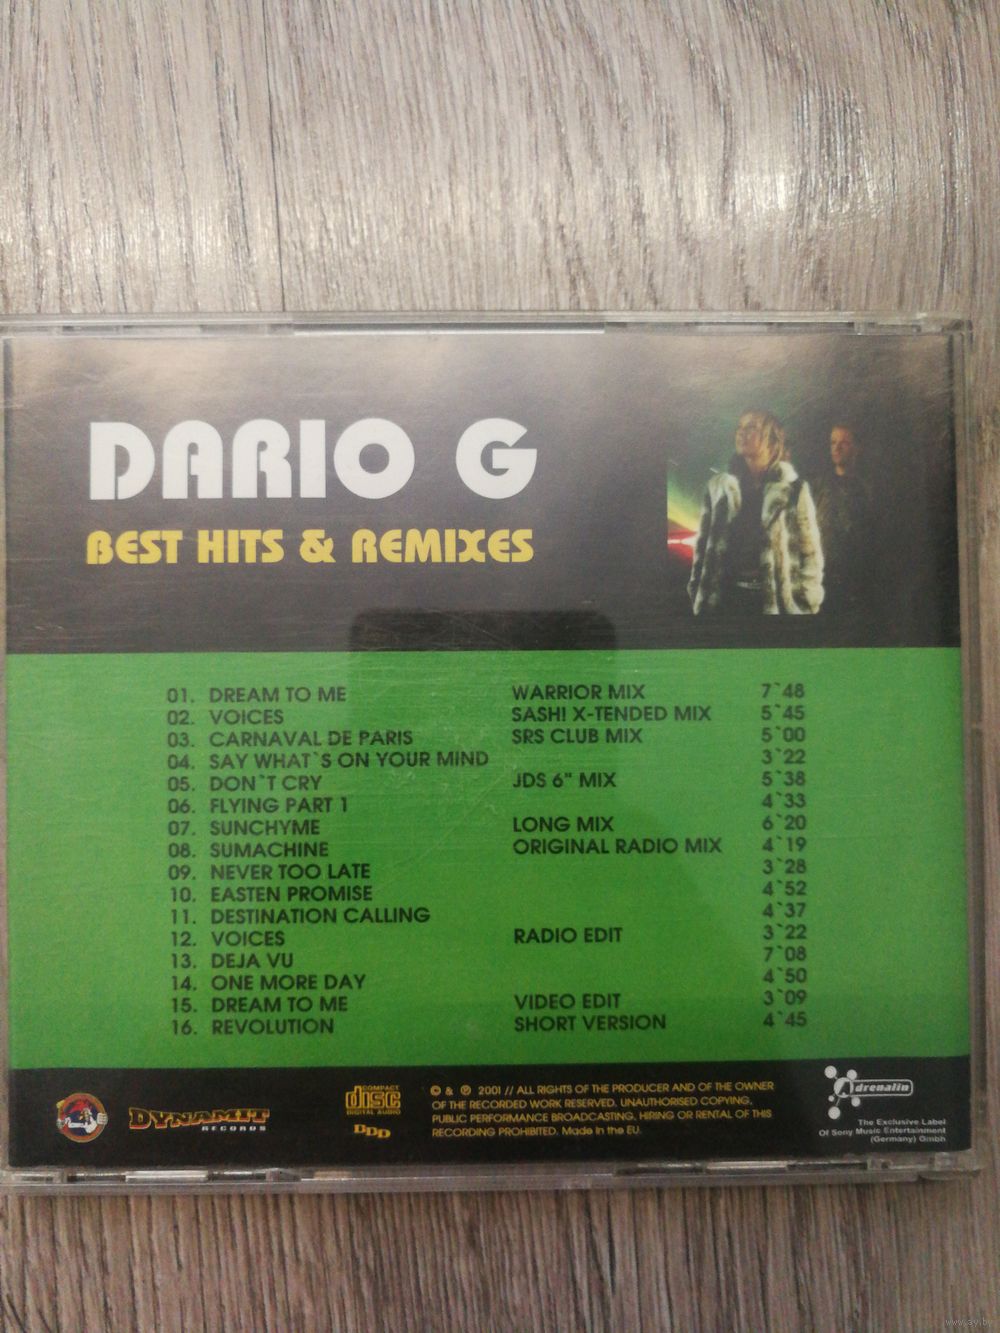 DARIO G
BEST HITS & REMIXES
01. DREAM TO ME WARRIOR MIX 7`48
02. VOICES SASH! X-TENDED MIX 5`45
03. CARNAVAL DE PARIS SRS CLUB MIX 5`00
04. SAY WHAT`S ON YOUR MIND 3`22
05. DON`T CRY JDS 6" MIX 5`38
06. FLYING PART 1 4`33
07. SUNCHYME LONG MIX 6`20
08. SUMACHINE ORIGINAL RADIO MIX 4`19
09. NEVER TOO LATE 3`28
10. EASTEN PROMISE 4`52
11. DESTINATION CALLING 4`37
12. VOICES RADIO EDIT 3`22
13. DEJA VU 7`08
14. ONE MORE DAY 4`50
15. DREAM TO ME VIDEO EDIT 3`09
16. REVOLUTION SHORT VERSION 4`45
DYNAMIT
RECORDS
COMPACT
disc
DIGITAL AUDIO
DDD
© & ℗ 2001 // ALL RIGHTS OF THE PRODUCER AND OF THE OWNER
OF THE RECORDED WORK RESERVED. UNAUTHORISED COPYING,
PUBLIC PERFORMANCE BROADCASTING, HIRING OR RENTAL OF THIS
RECORDING PROHIBITED. Made in the EU.
Adrenalin
The Exclusive Label
Of Sony Music Entertainment
(Germany) Gmbh
www.ay.by